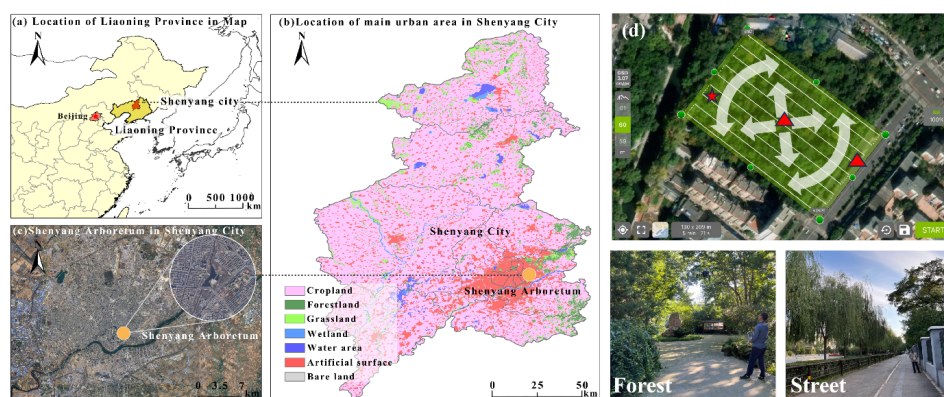 (a) Location of Liaoning Province in Map
N
Shenyang city
Beijing
Liaoning Province
0 500 1000
km
(b)Location of main urban area in Shenyang City
N
Shenyang City
Shenyang Arboretum
Cropland
Forestland
Grassland
Wetland
Water area
Artificial surface
Bare land
0 25 50
km
(c)Shenyang Arboretum in Shenyang City
N
Shenyang Arboretum
0 3.5 7
km
(d)
60
100%
START
Forest
Street